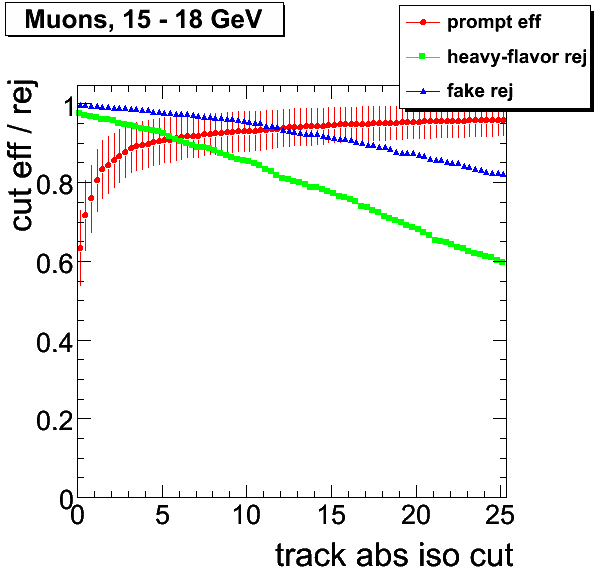 Muons, 15 - 18 GeV
prompt eff
heavy-flavor rej
fake rej
cut eff / rej
1
0.8
0.6
0.4
0.2
0
0 5 10 15 20 25
track abs iso cut